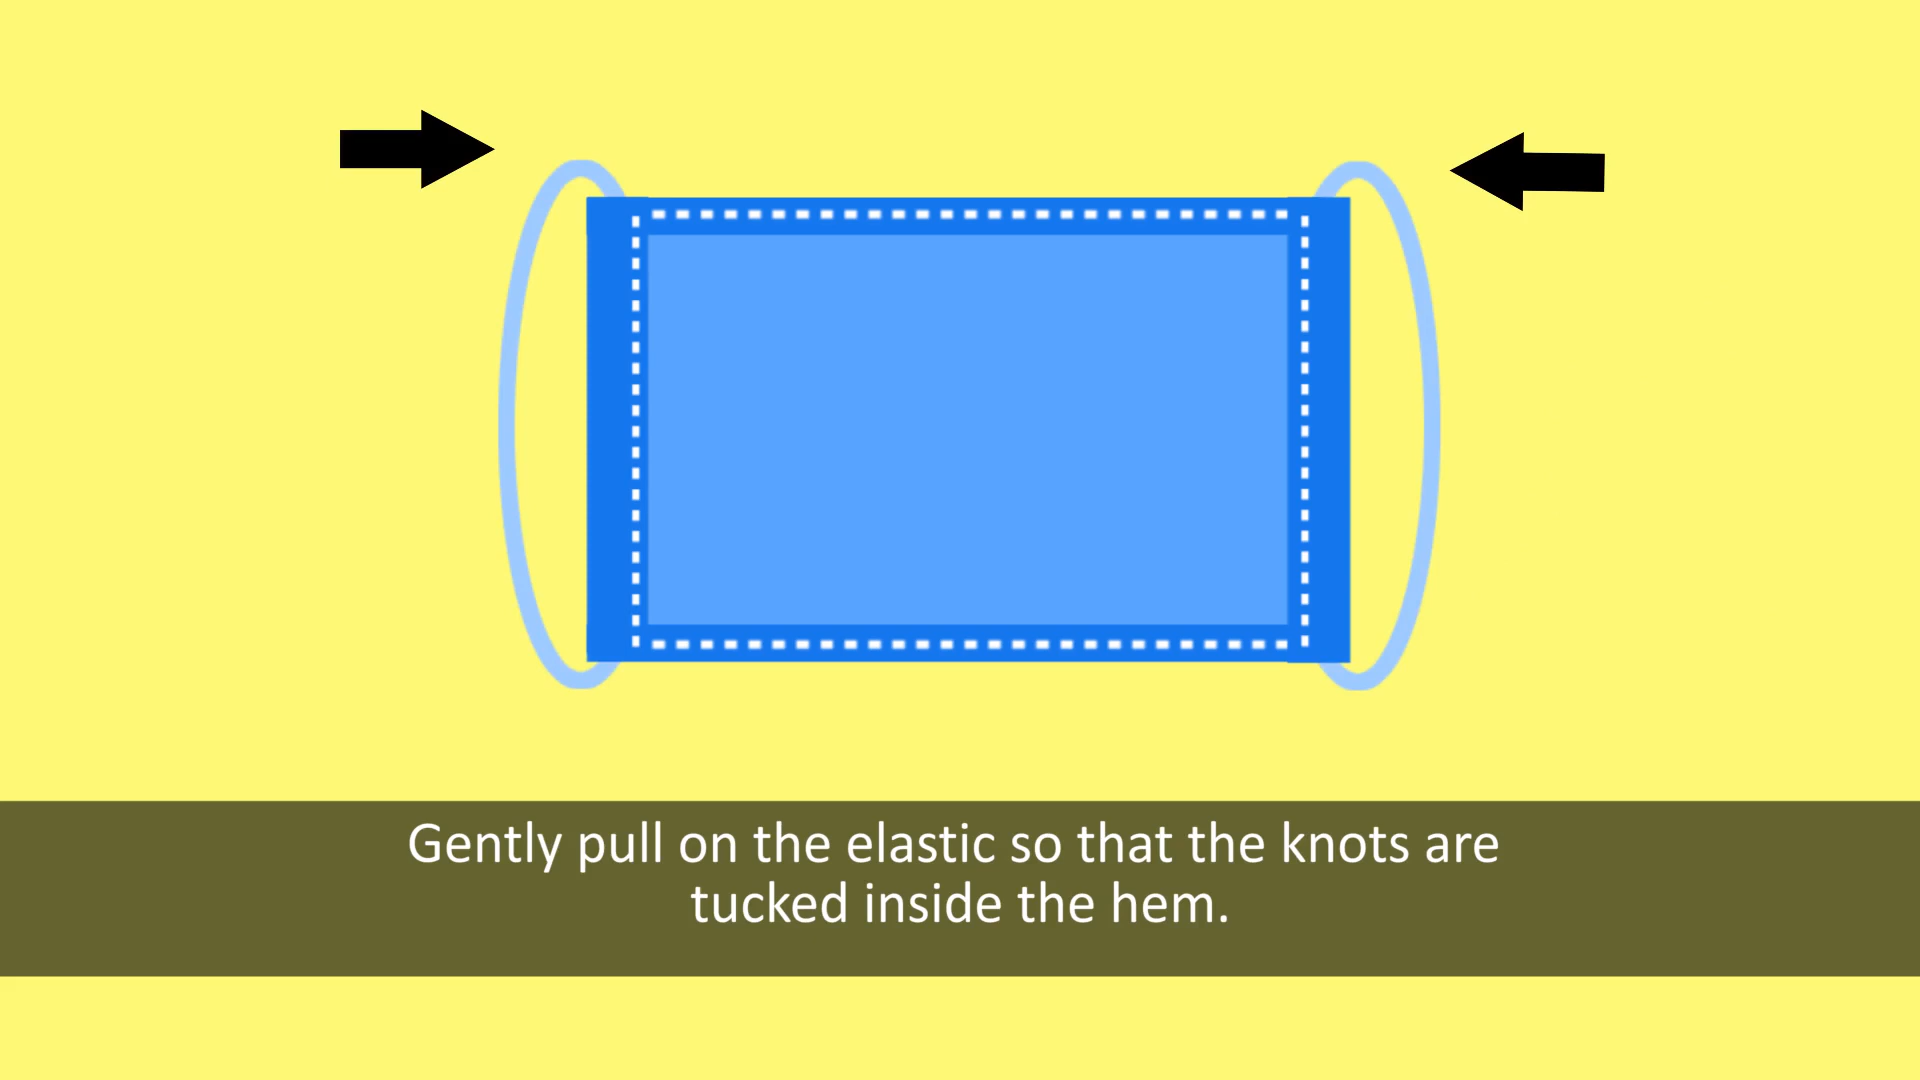 Gently pull on the elastic so that the knots are
tucked inside the hem.